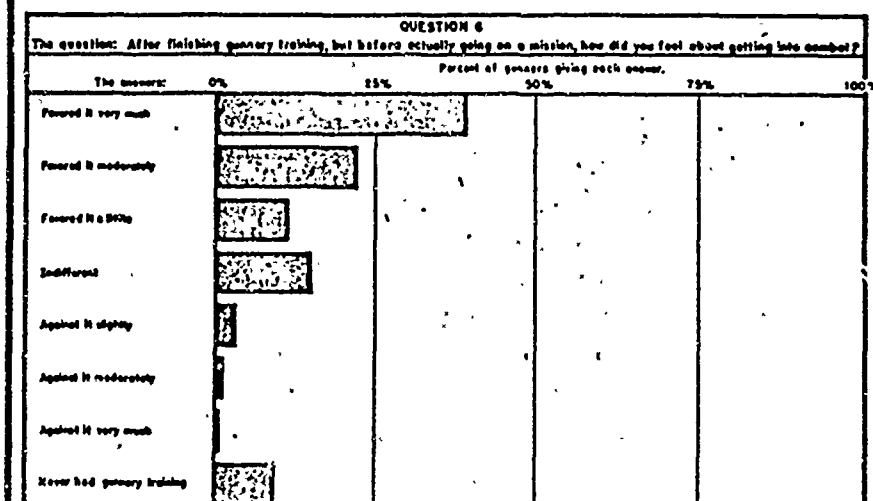 QUESTION 6
The question: After finishing gunnery training, but before actually going on a mission, how did you feel about getting into combat?
Percent of gunners giving each answer.
The answers: 0% 25% 50% 75% 100%
Favored it very much
Favored it moderately
Favored it a little
Indifferent
Against it slightly
Against it moderately
Against it very much
Never had gunnery training